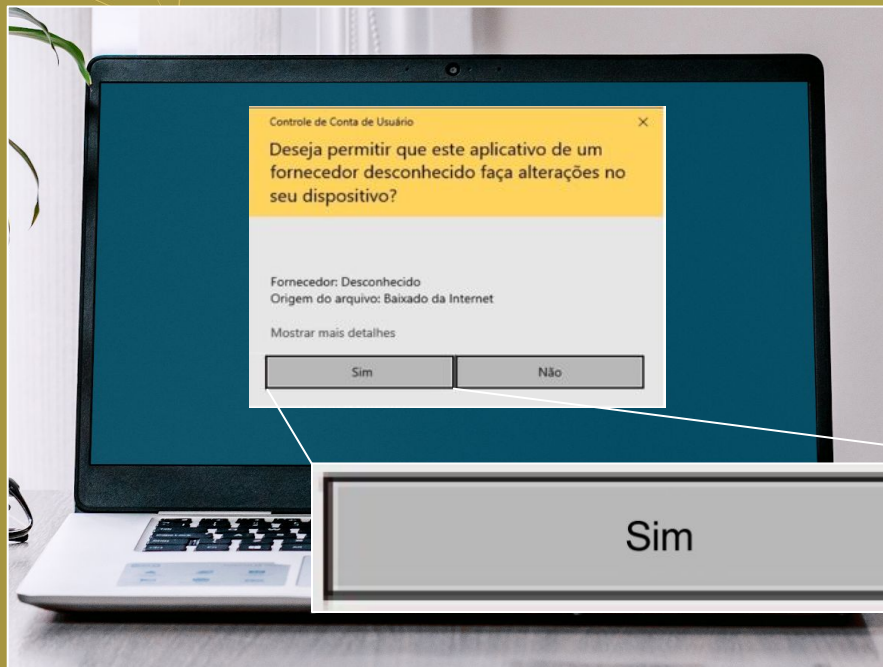 Controle de Conta de Usuário
Deseja permitir que este aplicativo de um
fornecedor desconhecido faça alterações no
seu dispositivo?
Fornecedor: Desconhecido
Origem do arquivo: Baixado da Internet
Mostrar mais detalhes
Sim
Não
Sim